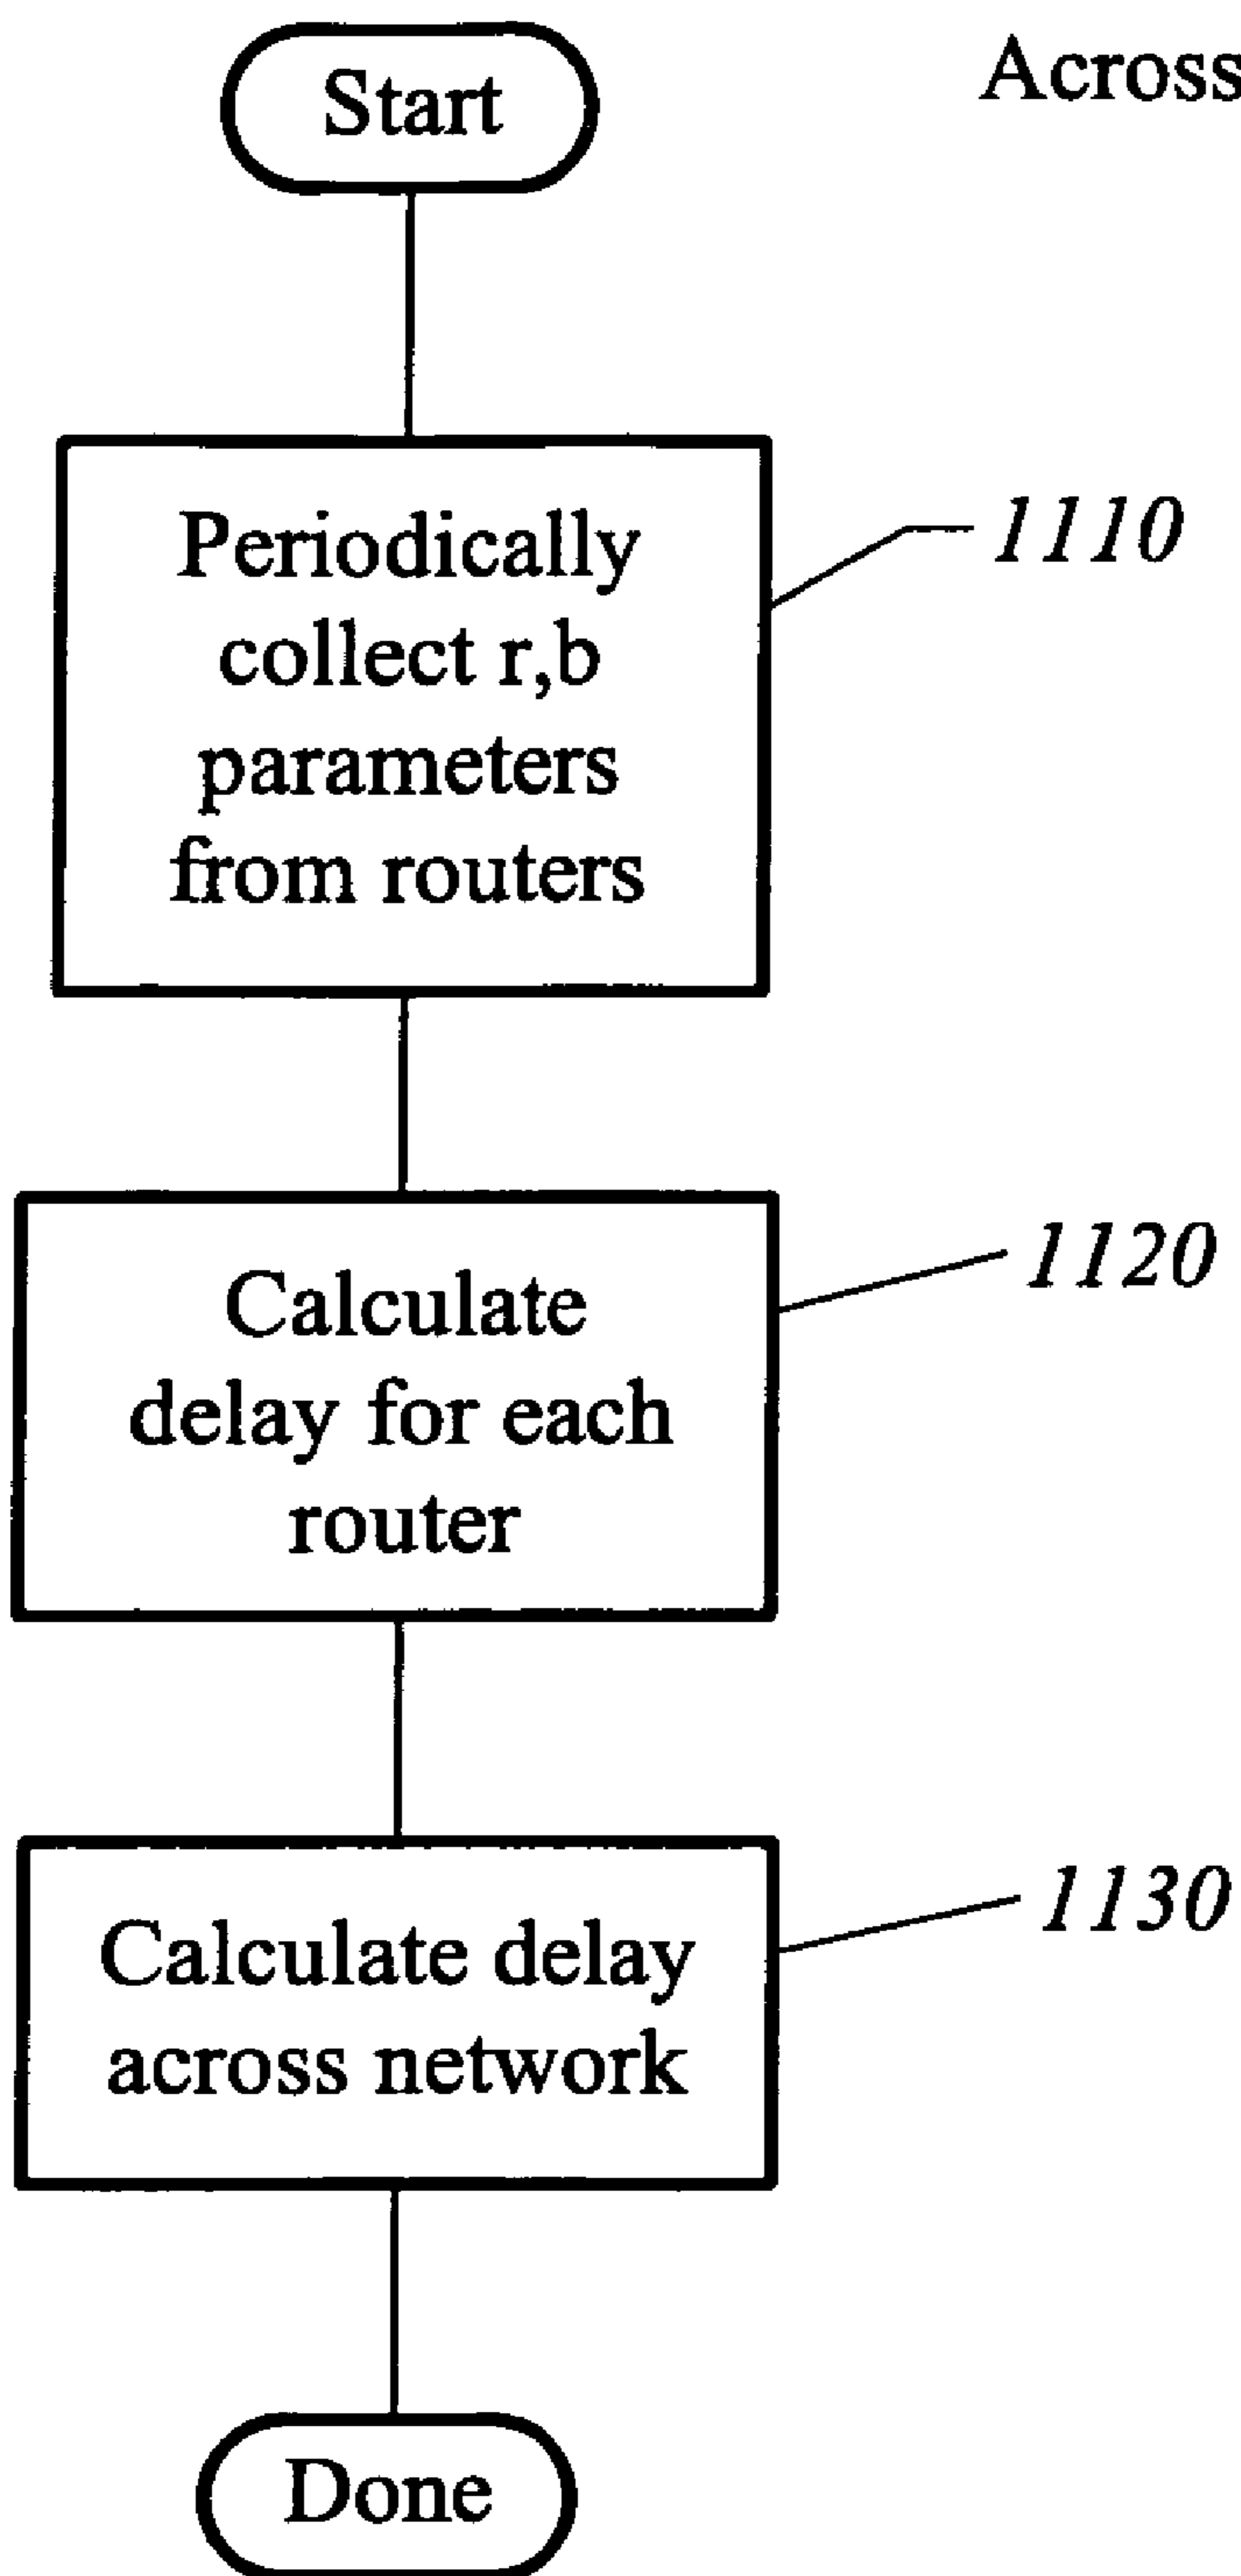 Across
Start
Periodically
collect r,b
parameters
from routers
1110
Calculate
delay for each
router
1120
Calculate delay
across network
1130
Done